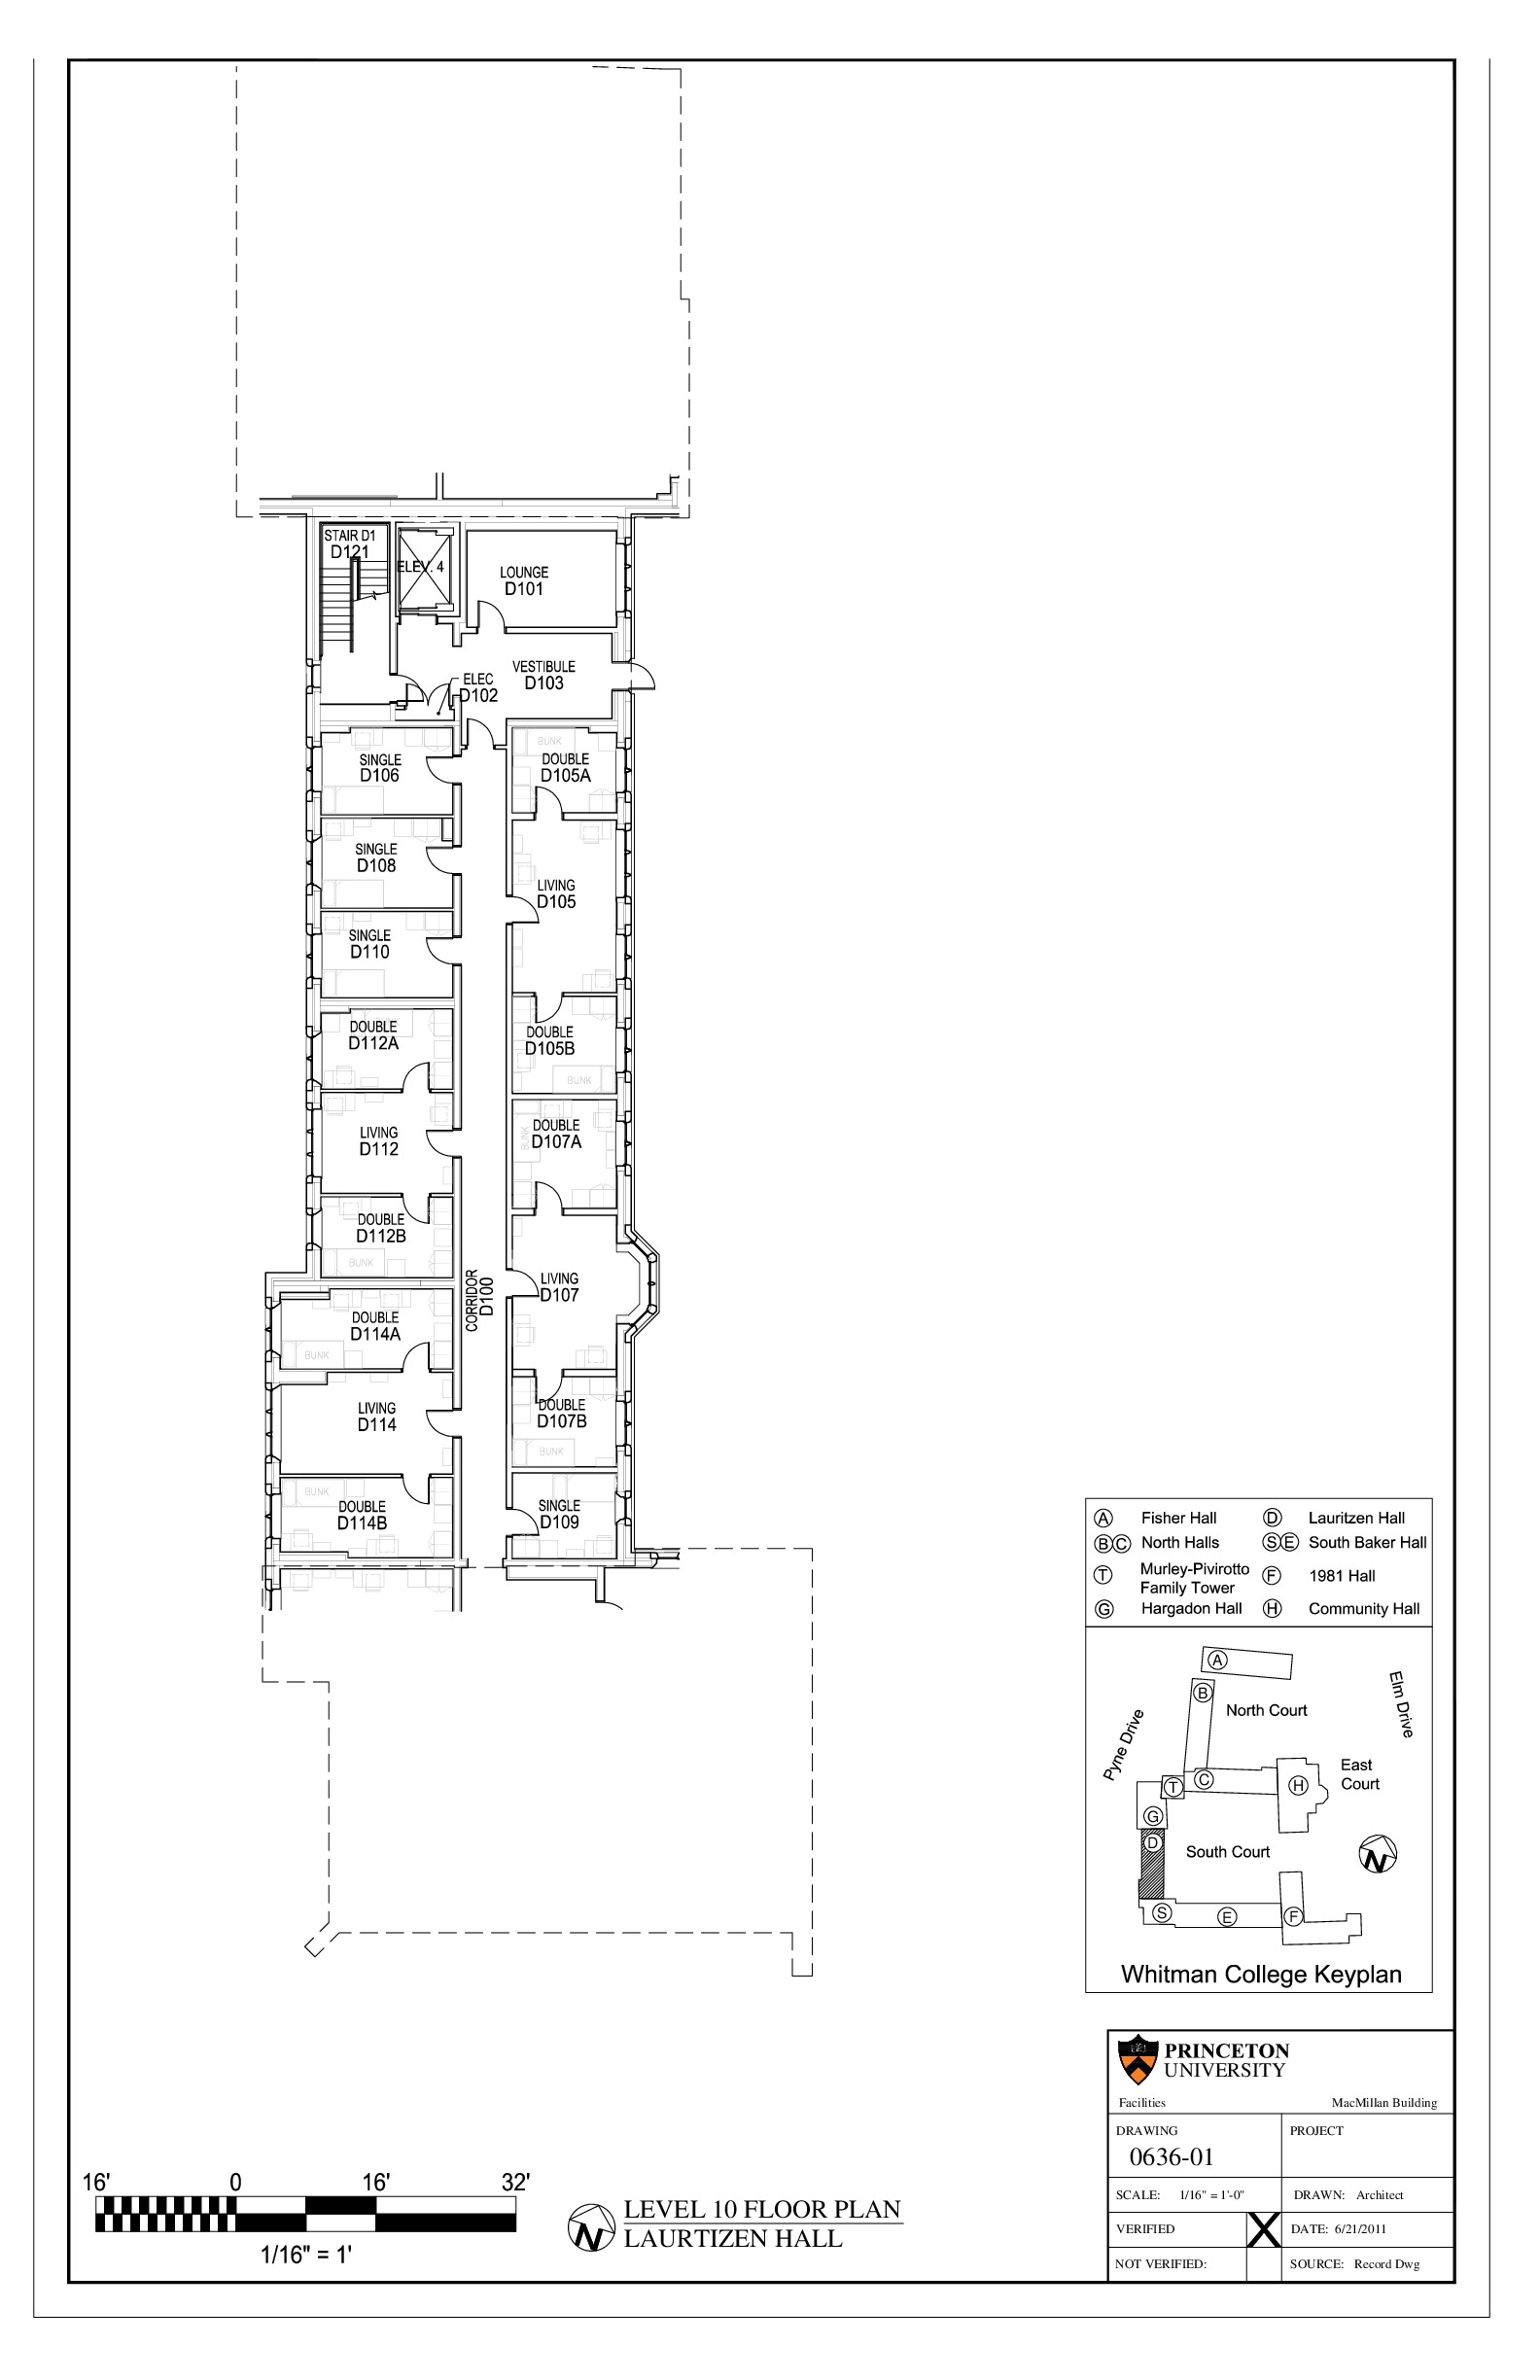 STAIR D1
D121
ELEV. 4
LOUNGE
D101
VESTIBULE
D103
ELEC
D102
SINGLE
D106
BUNK
DOUBLE
D105A
SINGLE
D108
LIVING
D105
SINGLE
D110
DOUBLE
D112A
DOUBLE
D105B
BUNK
LIVING
D112
DOUBLE
D107A
BUNK
DOUBLE
D112B
BUNK
CORRIDOR
D100
LIVING
D107
DOUBLE
D114A
BUNK
LIVING
D114
DOUBLE
D107B
BUNK
BUNK
DOUBLE
D114B
SINGLE
D109
A Fisher Hall D Lauritzen Hall
B C North Halls S E South Baker Hall
T Murley-Pivirotto
Family Tower
F 1981 Hall
G Hargadon Hall H Community Hall
A
B
North Court
Elm Drive
Pyne Drive
T
C
H
East
Court
G
D
South Court
N
S
E
F
Whitman College Keyplan
PRINCETON
UNIVERSITY
Facilities MacMillan Building
DRAWING
0636-01
PROJECT
SCALE: 1/16" = 1'-0"
DRAWN: Architect
VERIFIED X
DATE: 6/21/2011
NOT VERIFIED:
SOURCE: Record Dwg
16' 0 16' 32'
1/16" = 1'
N
LEVEL 10 FLOOR PLAN
LAURTIZEN HALL